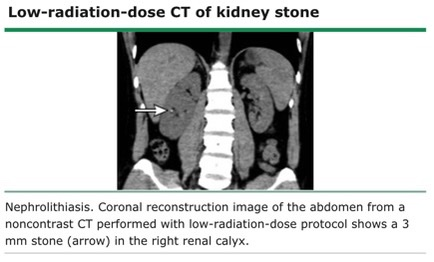 Low-radiation-dose CT of kidney stone
Nephrolithiasis. Coronal reconstruction image of the abdomen from a
noncontrast CT performed with low-radiation-dose protocol shows a 3
mm stone (arrow) in the right renal calyx.